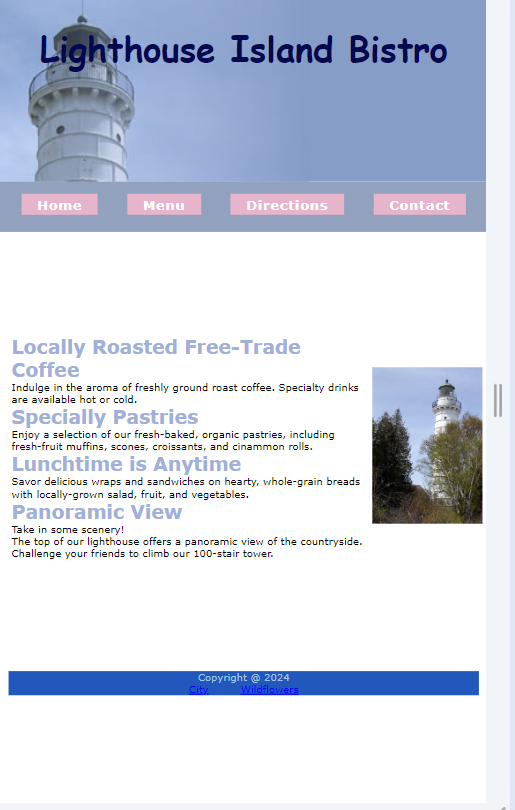 Lighthouse Island Bistro
Home Menu Directions Contact
Locally Roasted Free-Trade
Coffee
Indulge in the aroma of freshly ground roast coffee. Specialty drinks
are available hot or cold.
Specially Pastries
Enjoy a selection of our fresh-baked, organic pastries, including
fresh-fruit muffins, scones, croissants, and cinammon rolls.
Lunchtime is Anytime
Savor delicious wraps and sandwiches on hearty, whole-grain breads
with locally-grown salad, fruit, and vegetables.
Panoramic View
Take in some scenery!
The top of our lighthouse offers a panoramic view of the countryside.
Challenge your friends to climb our 100-stair tower.
Copyright @ 2024
City Wildflowers